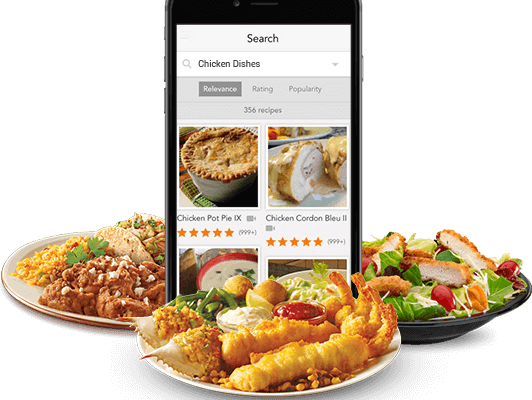 Search
Chicken Dishes
Relevance Rating Popularity
356 recipes
Chicken Pot Pie IX
(999+)
Chicken Cordon Bleu II
(999+)